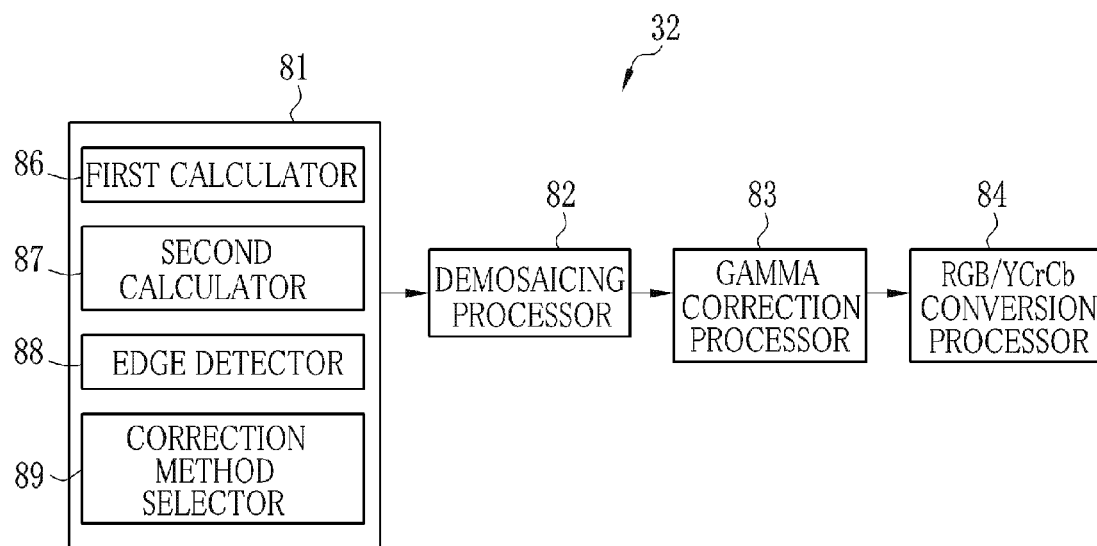 32
81
86
FIRST CALCULATOR
87
SECOND
CALCULATOR
88
EDGE DETECTOR
89
CORRECTION
METHOD
SELECTOR
82
DEMOSAICING
PROCESSOR
83
GAMMA
CORRECTION
PROCESSOR
84
RGB/YCrCb
CONVERSION
PROCESSOR